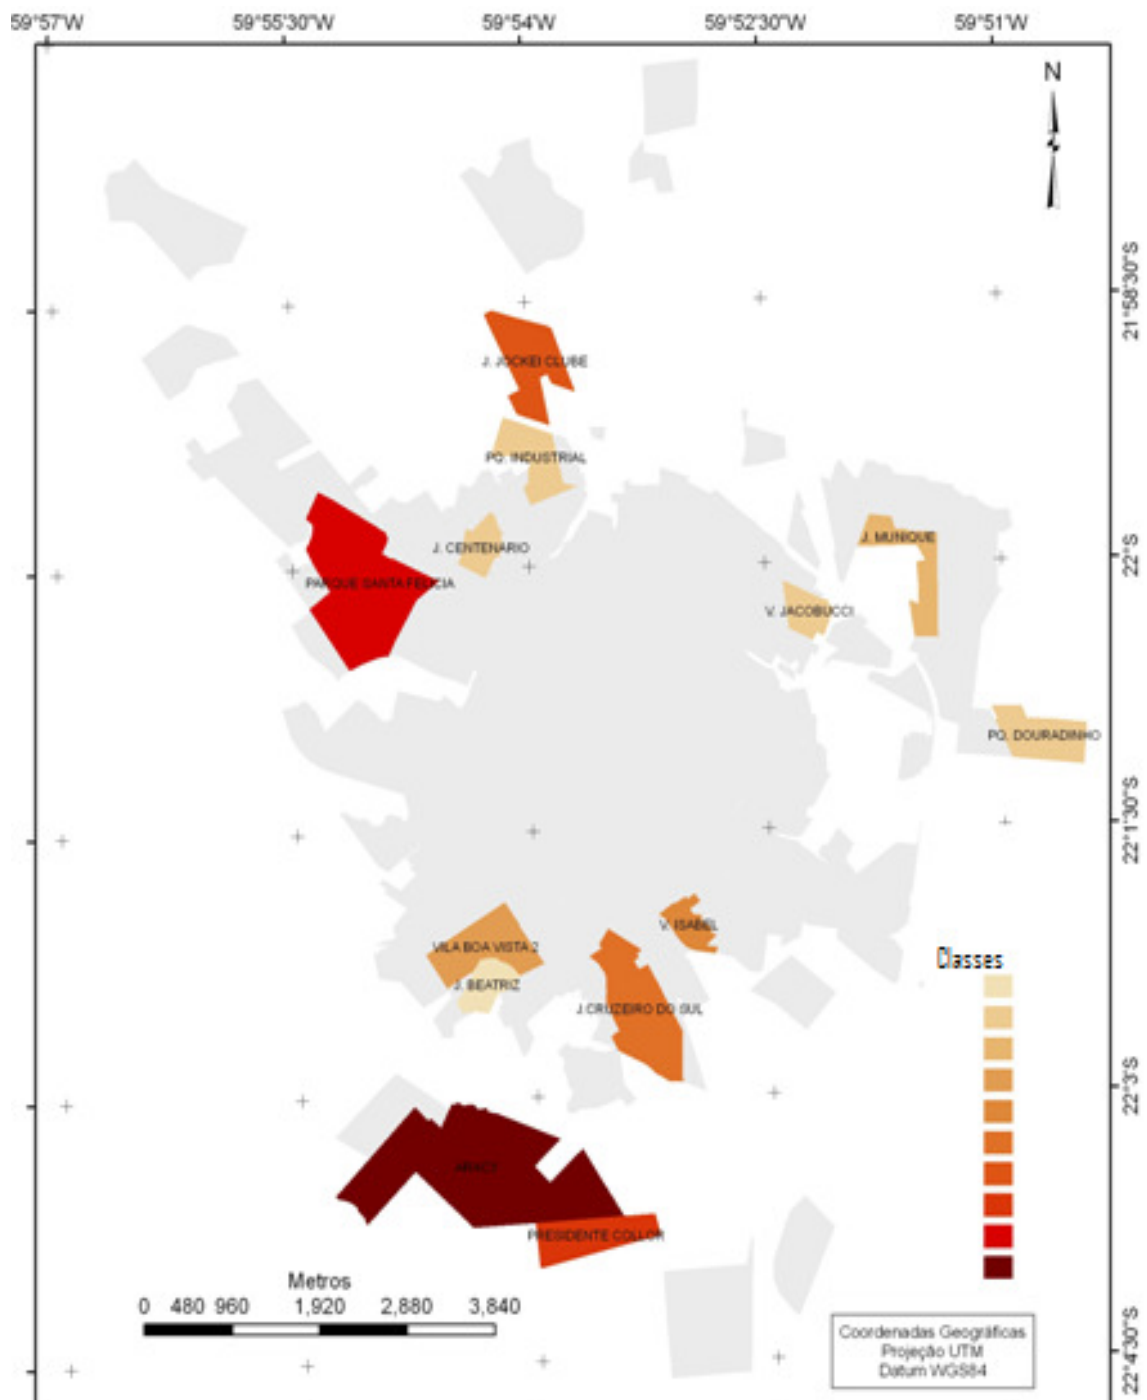 59°57'W 59°55'30"W 59°54'W 59°52'30"W 59°51'W
N
21°58'30"S
J. JOCKEI CLUBE
PQ. INDUSTRIAL
J. MUNIQUE
J. CENTENARIO
22°S
PARQUE SANTA FELICIA
V. JACOBUCCI
PQ. DOURADINHO
22°1'30"S
V. ISABEL
VILA BOA VISTA 2
Classes
J. BEATRIZ
J.CRUZEIRO DO SUL
22°3'S
ARACY
PRESIDENTE COLLOR
Metros
0 480 960 1,920 2,880 3,840
Coordenadas Geográficas
Projeção UTM
Datum WGS84
22°4'30"S